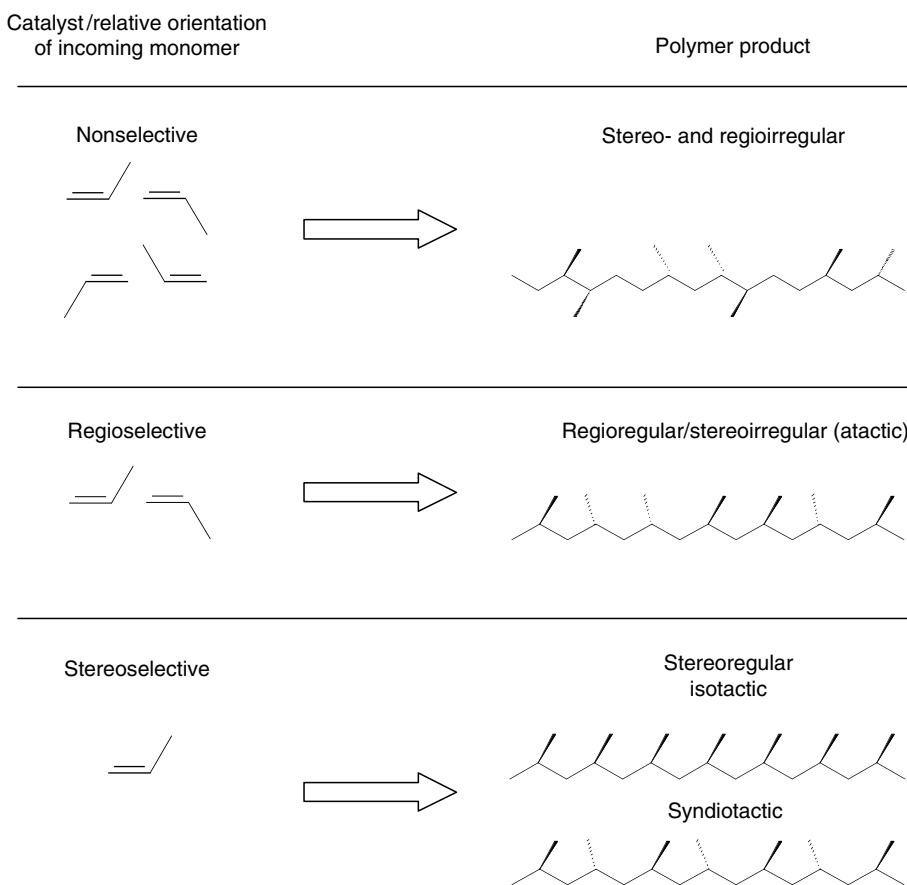 Catalyst/relative orientation
of incoming monomer
Polymer product
Nonselective
Stereo- and regioirregular
Regioselective
Regioregular/stereoirregular (atactic)
Stereoselective
Stereoregular
isotactic
Syndiotactic